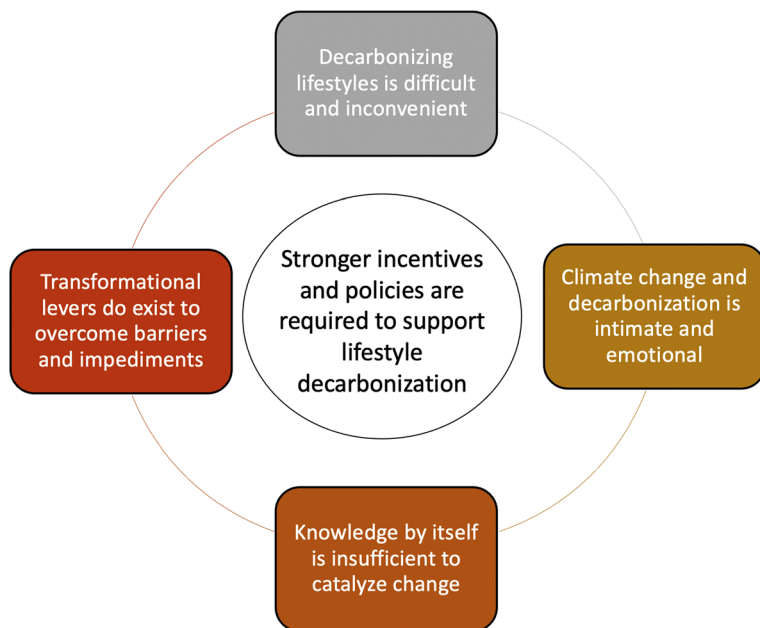 Decarbonizing
lifestyles is difficult
and inconvenient
Transformational
levers do exist to
overcome barriers
and impediments
Stronger incentives
and policies are
required to support
lifestyle
decarbonization
Climate change and
decarbonization is
intimate and
emotional
Knowledge by itself
is insufficient to
catalyze change